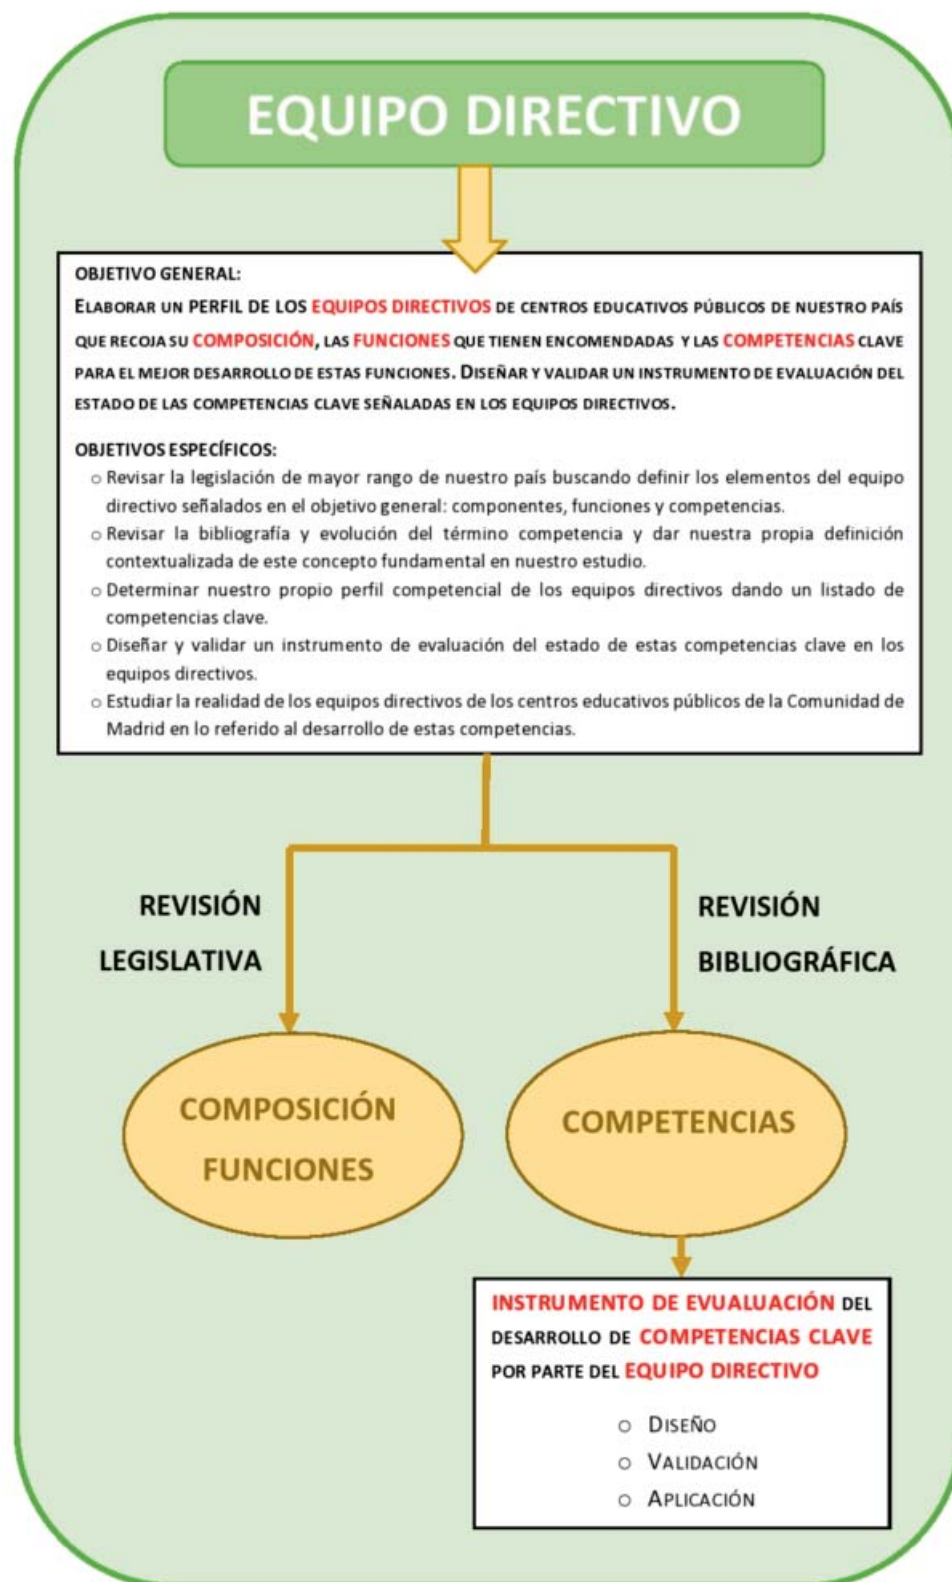 EQUIPO DIRECTIVO
OBJETIVO GENERAL:
ELABORAR UN PERFIL DE LOS EQUIPOS DIRECTIVOS DE CENTROS EDUCATIVOS PÚBLICOS DE NUESTRO PAÍS
QUE RECOJA SU COMPOSICIÓN, LAS FUNCIONES QUE TIENEN ENCOMENDADAS Y LAS COMPETENCIAS CLAVE
PARA EL MEJOR DESARROLLO DE ESTAS FUNCIONES. DISEÑAR Y VALIDAR UN INSTRUMENTO DE EVALUACIÓN DEL
ESTADO DE LAS COMPETENCIAS CLAVE SEÑALADAS EN LOS EQUIPOS DIRECTIVOS.
OBJETIVOS ESPECÍFICOS:
○ Revisar la legislación de mayor rango de nuestro país buscando definir los elementos del equipo
directivo señalados en el objetivo general: componentes, funciones y competencias.
○ Revisar la bibliografía y evolución del término competencia y dar nuestra propia definición
contextualizada de este concepto fundamental en nuestro estudio.
○ Determinar nuestro propio perfil competencial de los equipos directivos dando un listado de
competencias clave.
○ Diseñar y validar un instrumento de evaluación del estado de estas competencias clave en los
equipos directivos.
○ Estudiar la realidad de los equipos directivos de los centros educativos públicos de la Comunidad de
Madrid en lo referido al desarrollo de estas competencias.
REVISIÓN
LEGISLATIVA
REVISIÓN
BIBLIOGRÁFICA
COMPOSICIÓN
FUNCIONES
COMPETENCIAS
INSTRUMENTO DE EVUALUACIÓN DEL
DESARROLLO DE COMPETENCIAS CLAVE
POR PARTE DEL EQUIPO DIRECTIVO
○ DISEÑO
○ VALIDACIÓN
○ APLICACIÓN